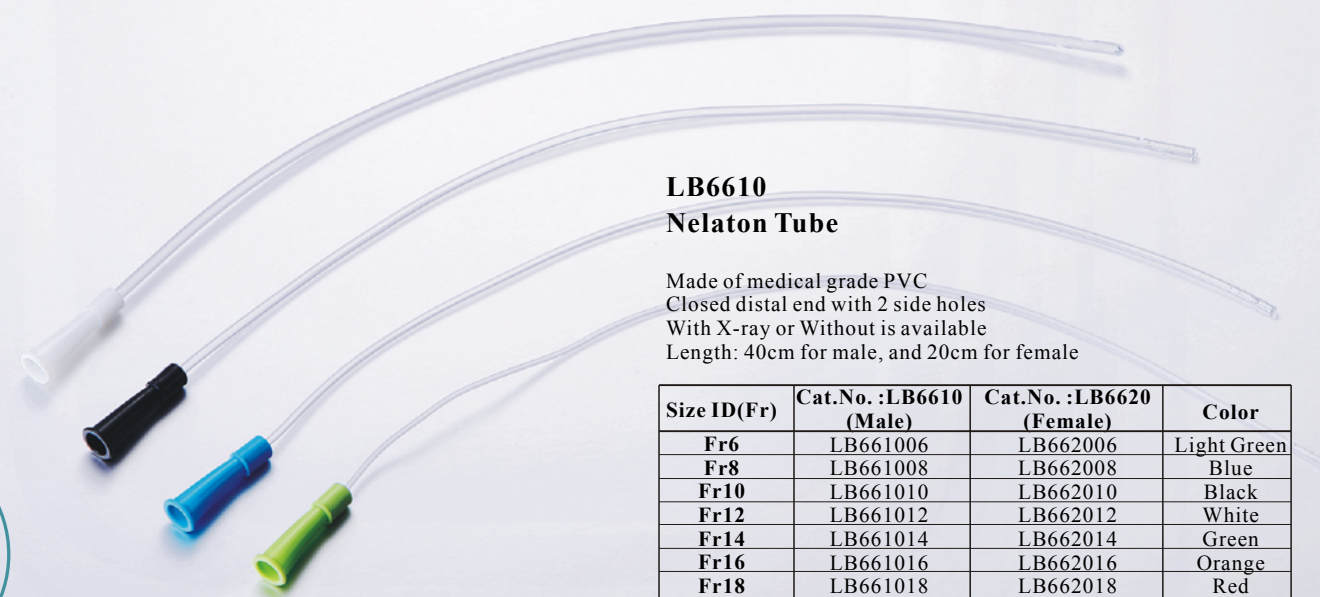 LB6610
Nelaton Tube
Made of medical grade PVC
Closed distal end with 2 side holes
With X-ray or Without is available
Length: 40cm for male, and 20cm for female
Size ID(Fr) Cat.No. :LB6610 (Male) Cat.No. :LB6620 (Female) Color
Fr6 LB661006 LB662006 Light Green
Fr8 LB661008 LB662008 Blue
Fr10 LB661010 LB662010 Black
Fr12 LB661012 LB662012 White
Fr14 LB661014 LB662014 Green
Fr16 LB661016 LB662016 Orange
Fr18 LB661018 LB662018 Red